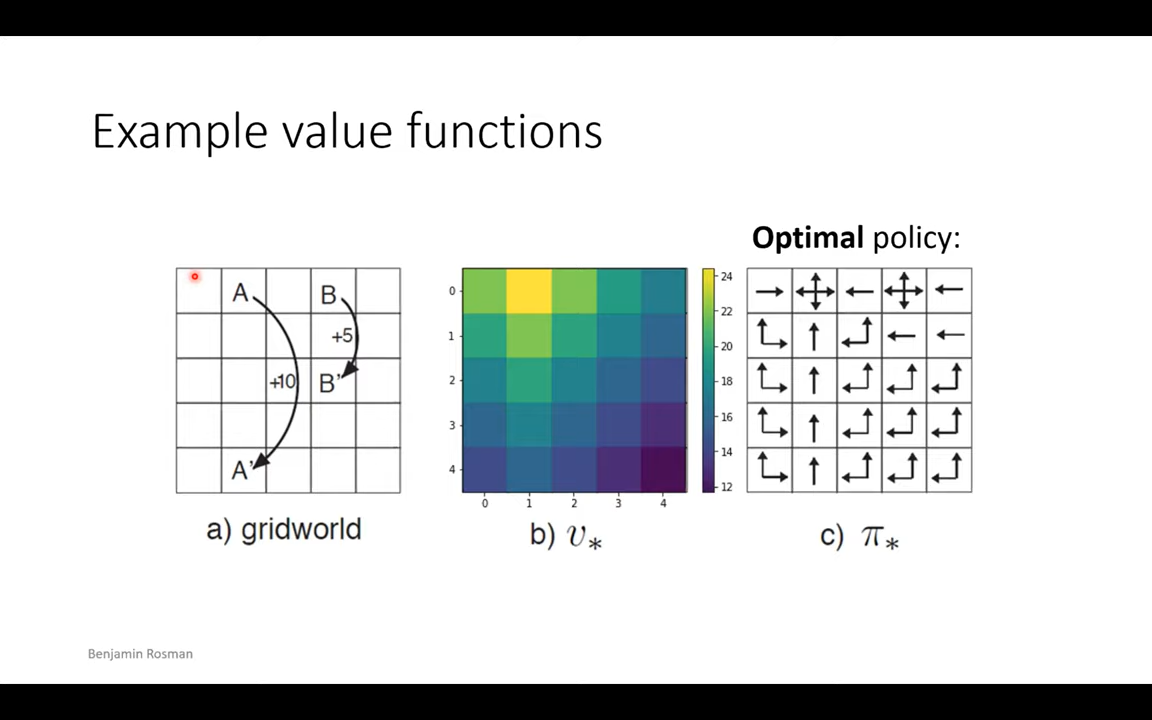 Example value functions
Optimal policy:
A
B
+5
+10
B'
A'
0
1
2
3
4
0
1
2
3
4
24
22
20
18
16
14
12
a) gridworld
b) v*
c) π*
Benjamin Rosman